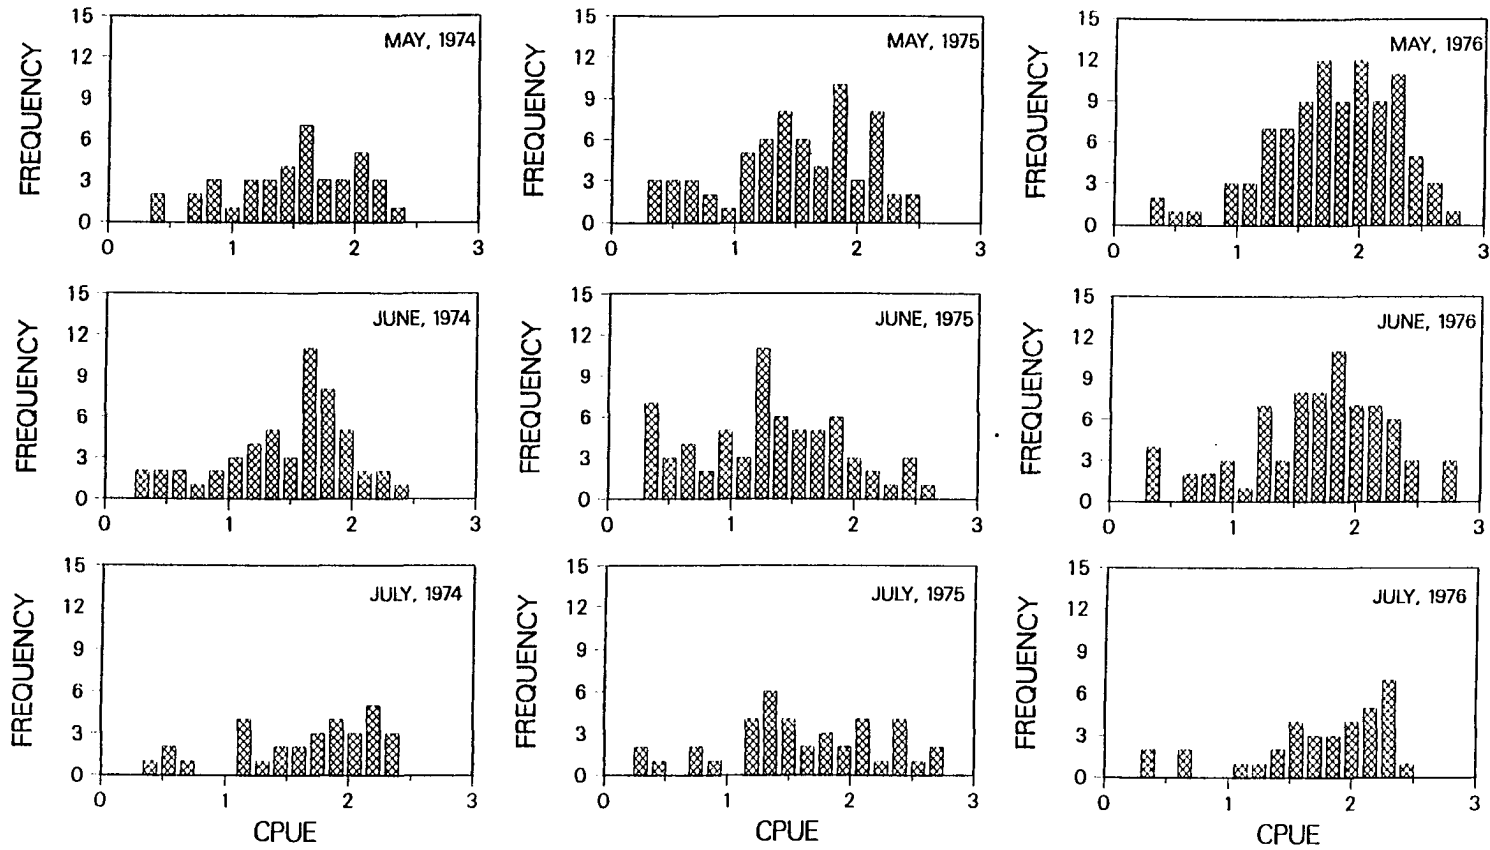 MAY, 1974
FREQUENCY
15
12
9
6
3
0
0 1 2 3
MAY, 1975
FREQUENCY
15
12
9
6
3
0
0 1 2 3
MAY, 1976
FREQUENCY
15
12
9
6
3
0
0 1 2 3
JUNE, 1974
FREQUENCY
15
12
9
6
3
0
0 1 2 3
JUNE, 1975
FREQUENCY
15
12
9
6
3
0
0 1 2 3
JUNE, 1976
FREQUENCY
15
12
9
6
3
0
0 1 2 3
JULY, 1974
FREQUENCY
15
12
9
6
3
0
0 1 2 3
CPUE
JULY, 1975
FREQUENCY
15
12
9
6
3
0
0 1 2 3
CPUE
JULY, 1976
FREQUENCY
15
12
9
6
3
0
0 1 2 3
CPUE